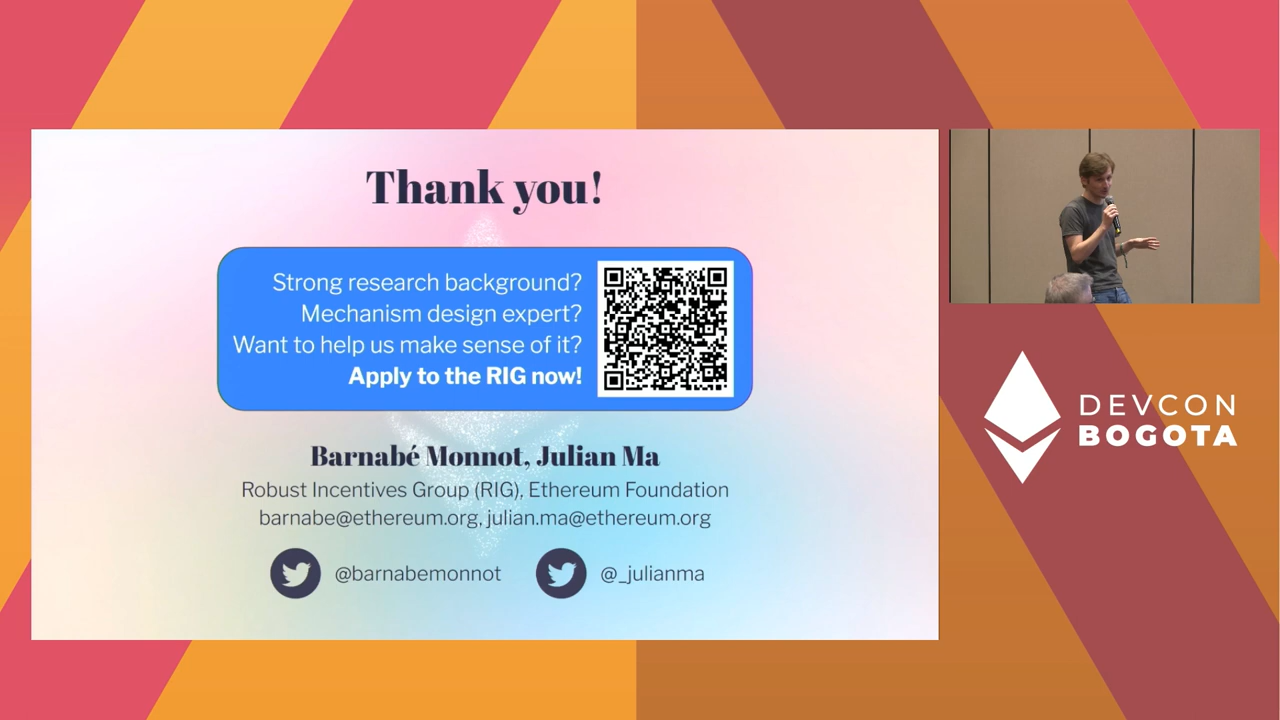 Thank you!
Strong research background?
Mechanism design expert?
Want to help us make sense of it?
Apply to the RIG now!
Barnabé Monnot, Julian Ma
Robust Incentives Group (RIG), Ethereum Foundation
barnabe@ethereum.org, julian.ma@ethereum.org
@barnabemonnot
@_julianma
DEVCON
BOGOTA